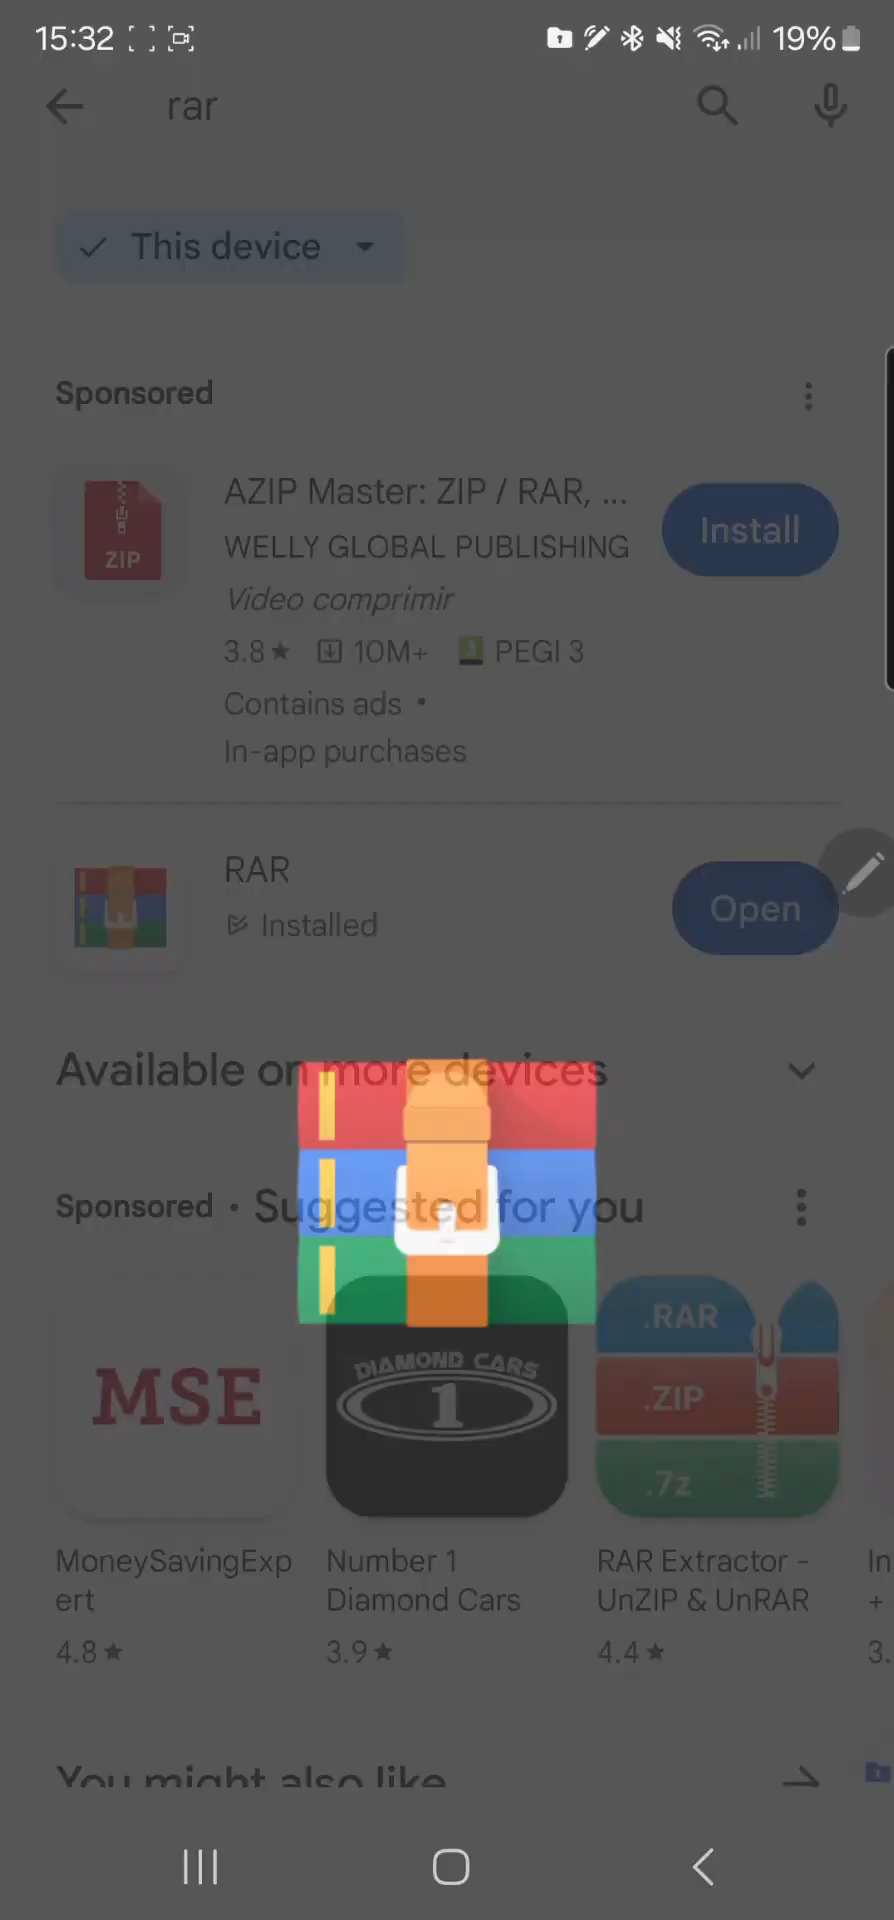 15:32
19%
rar
This device
Sponsored
AZIP Master: ZIP / RAR, ...
Install
WELLY GLOBAL PUBLISHING
Video comprimir
3.8★ 10M+ 3 PEGI 3
Contains ads •
In-app purchases
ZIP
RAR
Installed
Open
Available on more devices
Sponsored • Suggested for you
MSE
DIAMOND CARS
1
.RAR
.ZIP
.7z
MoneySavingExp
ert
4.8★
Number 1
Diamond Cars
3.9★
RAR Extractor -
UnZIP & UnRAR
4.4★
In
+
3.
You might also like